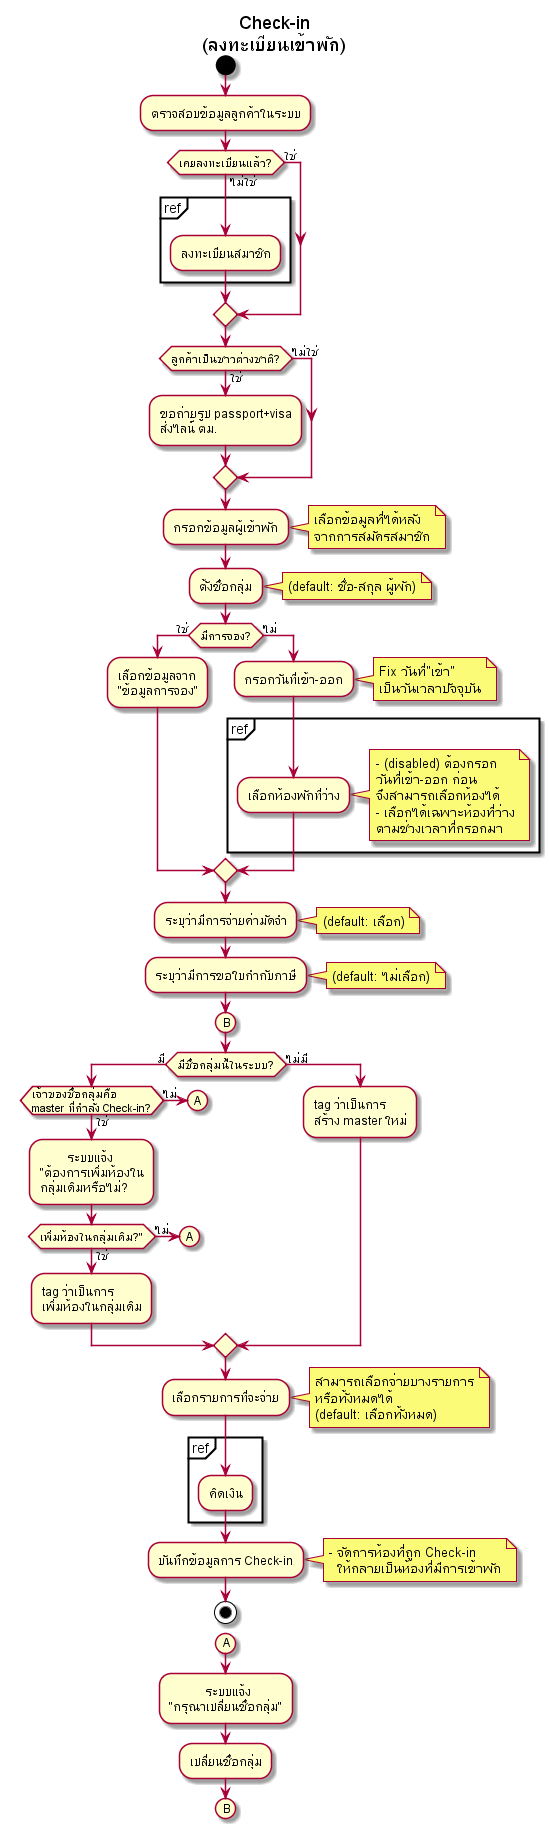 Check-in
(ลงทะเบียนเข้าพัก)
ตรวจสอบข้อมูลลูกค้าในระบบ
เคยลงทะเบียนแล้ว?
ใช่
ไม่ใช่
ref
ลงทะเบียนสมาชิก
ลูกค้าเป็นชาวต่างชาติ?
ไม่ใช่
ใช่
ขอถ่ายรูป passport+visa
ส่งไลน์ ตม.
กรอกข้อมูลผู้เข้าพัก
เลือกข้อมูลที่ได้หลัง
จากการสมัครสมาชิก
ตั้งชื่อกลุ่ม
(default: ชื่อ-สกุล ผู้พัก)
ใช่
มีการจอง?
ไม่
เลือกข้อมูลจาก
"ข้อมูลการจอง"
กรอกวันที่เข้า-ออก
Fix วันที่"เข้า"
เป็นวันเวลาปัจจุบัน
ref
เลือกห้องพักที่ว่าง
- (disabled) ต้องกรอก
วันที่เข้า-ออก ก่อน
จึงสามารถเลือกห้องได้
- เลือกได้เฉพาะห้องที่ว่าง
ตามช่วงเวลาที่กรอกมา
ระบุว่ามีการจ่ายค่ามัดจำ
(default: เลือก)
ระบุว่ามีการขอใบกำกับภาษี
(default: ไม่เลือก)
B
มี
มีชื่อกลุ่มนี้ในระบบ?
ไม่มี
เจ้าของชื่อกลุ่มคือ
master ที่กำลัง Check-in?
ไม่
A
ใช่
tag ว่าเป็นการ
สร้าง master ใหม่
ระบบแจ้ง
"ต้องการเพิ่มห้องใน
กลุ่มเดิมหรือไม่?
เพิ่มห้องในกลุ่มเดิม?"
ไม่
A
ใช่
tag ว่าเป็นการ
เพิ่มห้องในกลุ่มเดิม
เลือกรายการที่จะจ่าย
สามารถเลือกจ่ายบางรายการ
หรือทั้งหมดได้
(default: เลือกทั้งหมด)
ref
คิดเงิน
บันทึกข้อมูลการ Check-in
- จัดการห้องที่ถูก Check-in
ให้กลายเป็นห้องที่มีการเข้าพัก
A
ระบบแจ้ง
"กรุณาเปลี่ยนชื่อกลุ่ม"
เปลี่ยนชื่อกลุ่ม
B